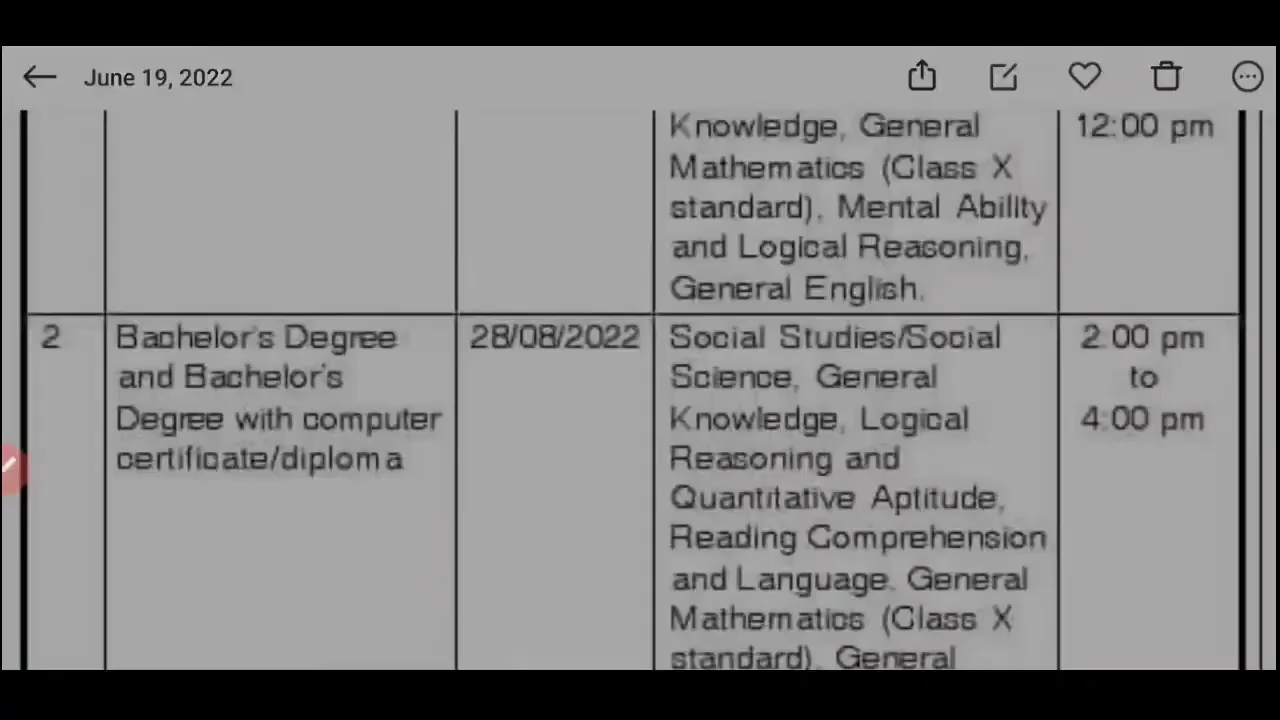 June 19, 2022
Knowledge, General
Mathematics (Class X
standard), Mental Ability
and Logical Reasoning,
General English.
12:00 pm
2
Bachelor's Degree
and Bachelor's
Degree with computer
certificate/diploma
28/08/2022
Social Studies/Social
Science, General
Knowledge, Logical
Reasoning and
Quantitative Aptitude,
Reading Comprehension
and Language. General
Mathematics (Class X
standard), General
2:00 pm
to
4:00 pm